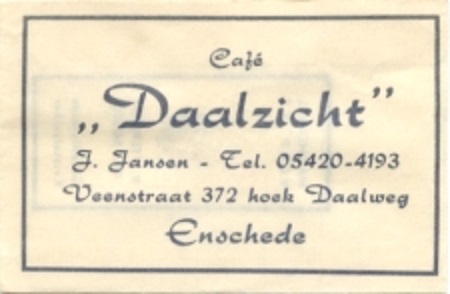 Café
„Daalzicht”
J. Jansen - Tel. 05420-4193
Veenstraat 372 hoek Daalweg
Enschede